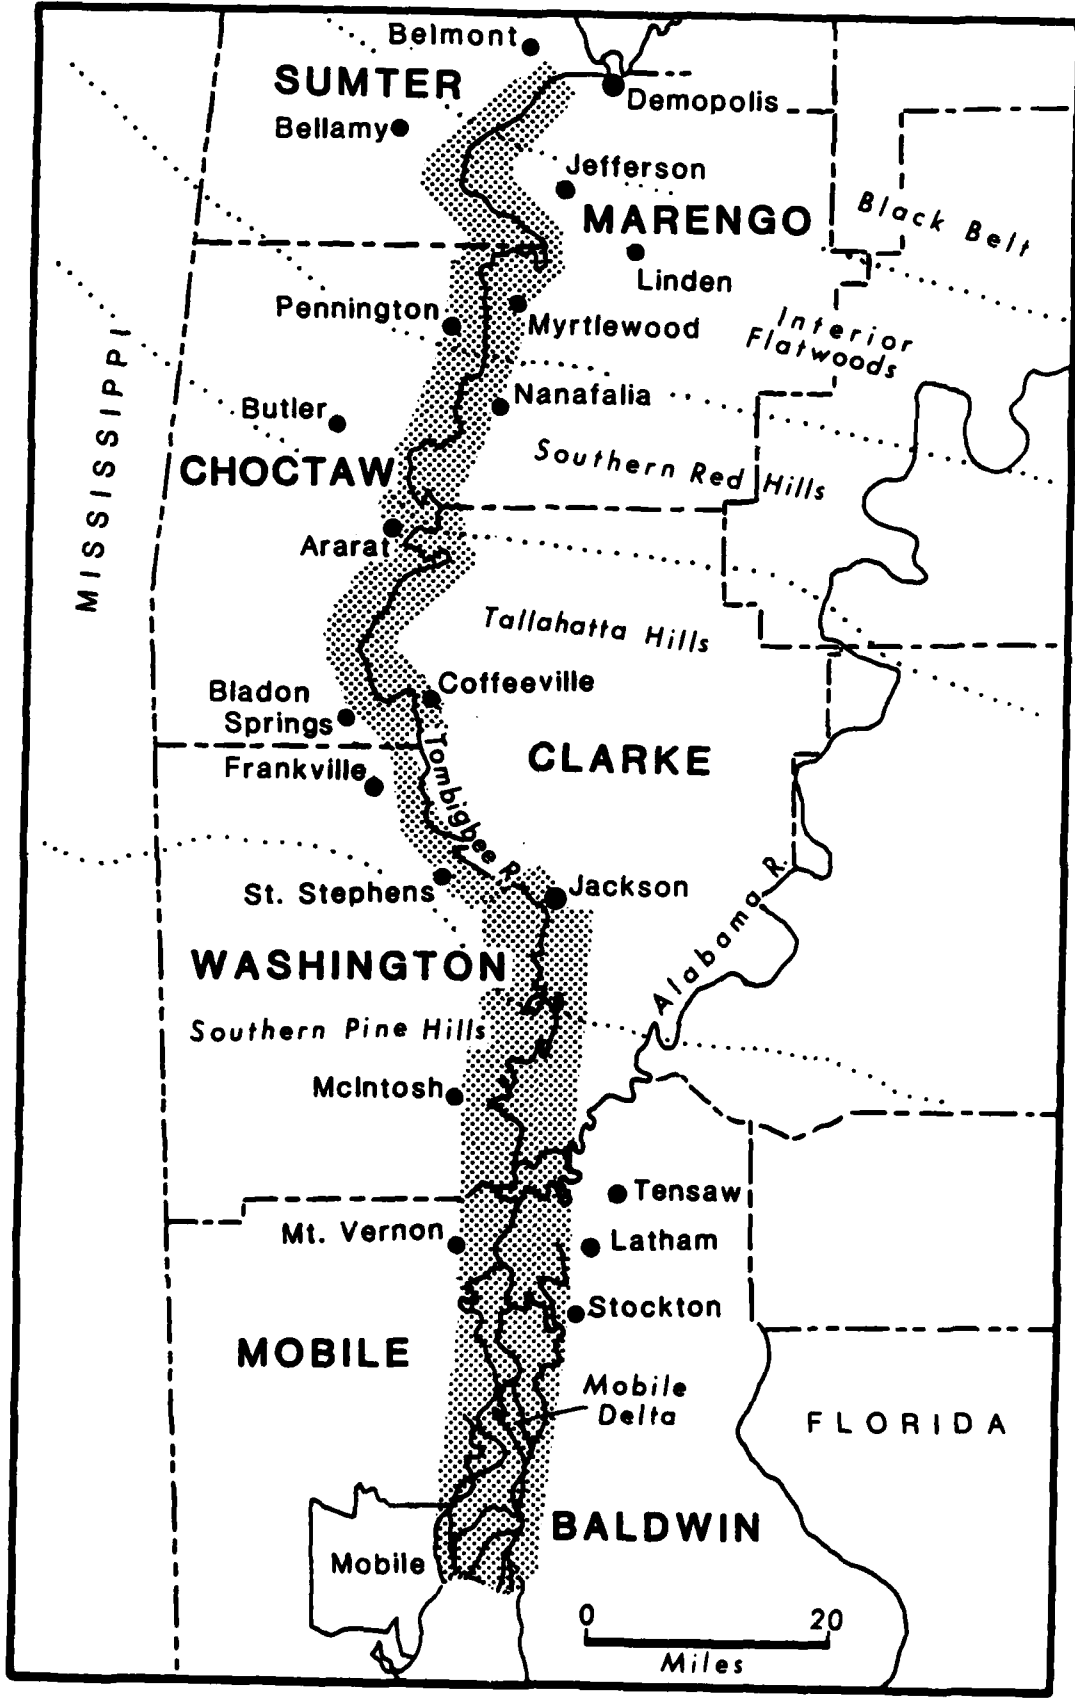 Belmont
SUMTER
Demopolis
Bellamy
Jefferson
MARENGO
Black Belt
Linden
Pennington
Myrtlewood
Interior
Flatwoods
MISSISSIPPI
Nanafalia
Butler
CHOCTAW
Southern Red Hills
Ararat
Tallahatta Hills
Coffeeville
Bladon
Springs
CLARKE
Frankville
Tombigbee R.
St. Stephens
Jackson
Alabama R.
WASHINGTON
Southern Pine Hills
McIntosh
Tensaw
Mt. Vernon
Latham
Stockton
MOBILE
Mobile
Delta
FLORIDA
BALDWIN
Mobile
0 20
Miles